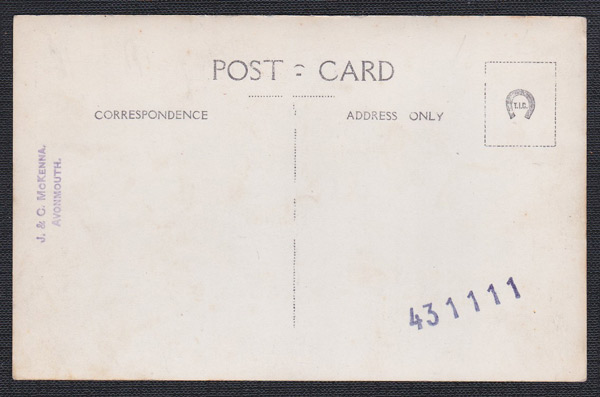 POST CARD
CORRESPONDENCE
ADDRESS ONLY
T.I.C.
J. & C. McKENNA,
AVONMOUTH.
431111